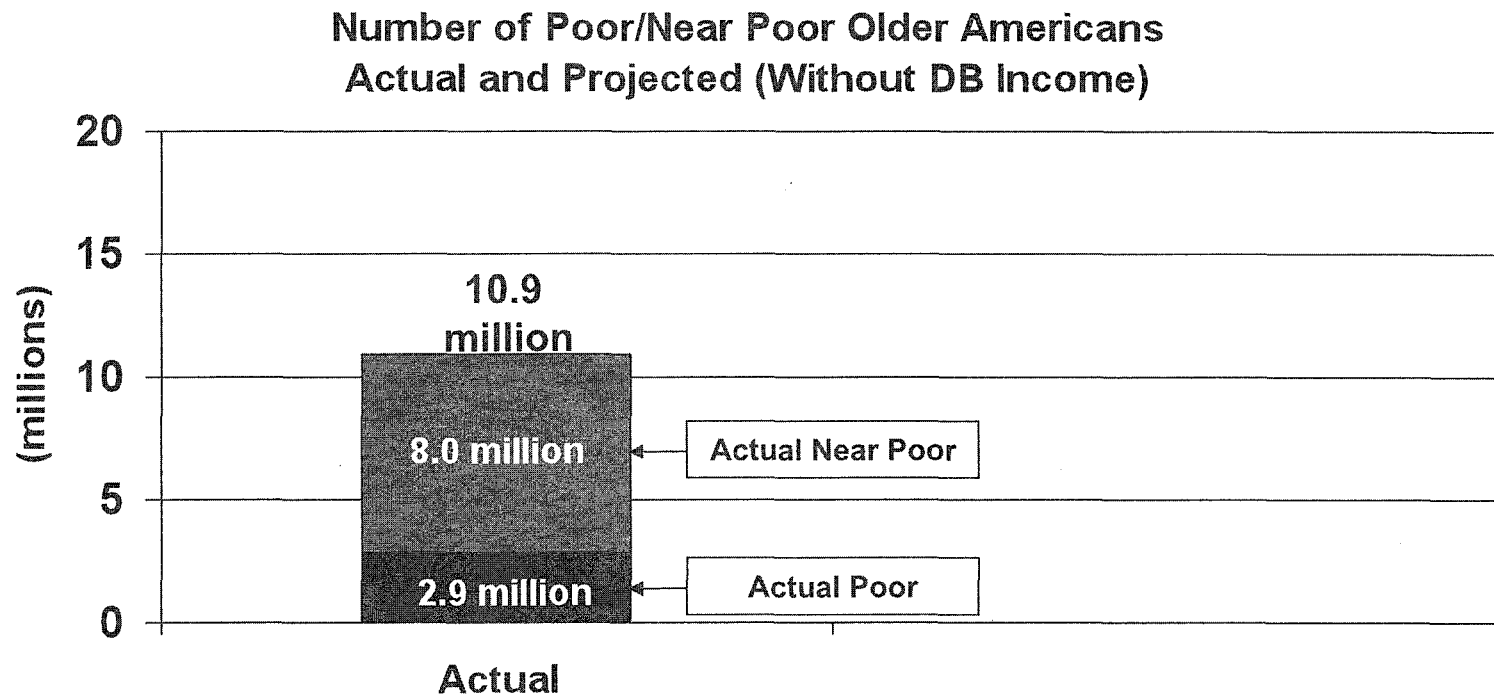 Number of Poor/Near Poor Older Americans
Actual and Projected (Without DB Income)
20
15
10
5
0
(millions)
10.9
million
8.0 million
Actual Near Poor
2.9 million
Actual Poor
Actual